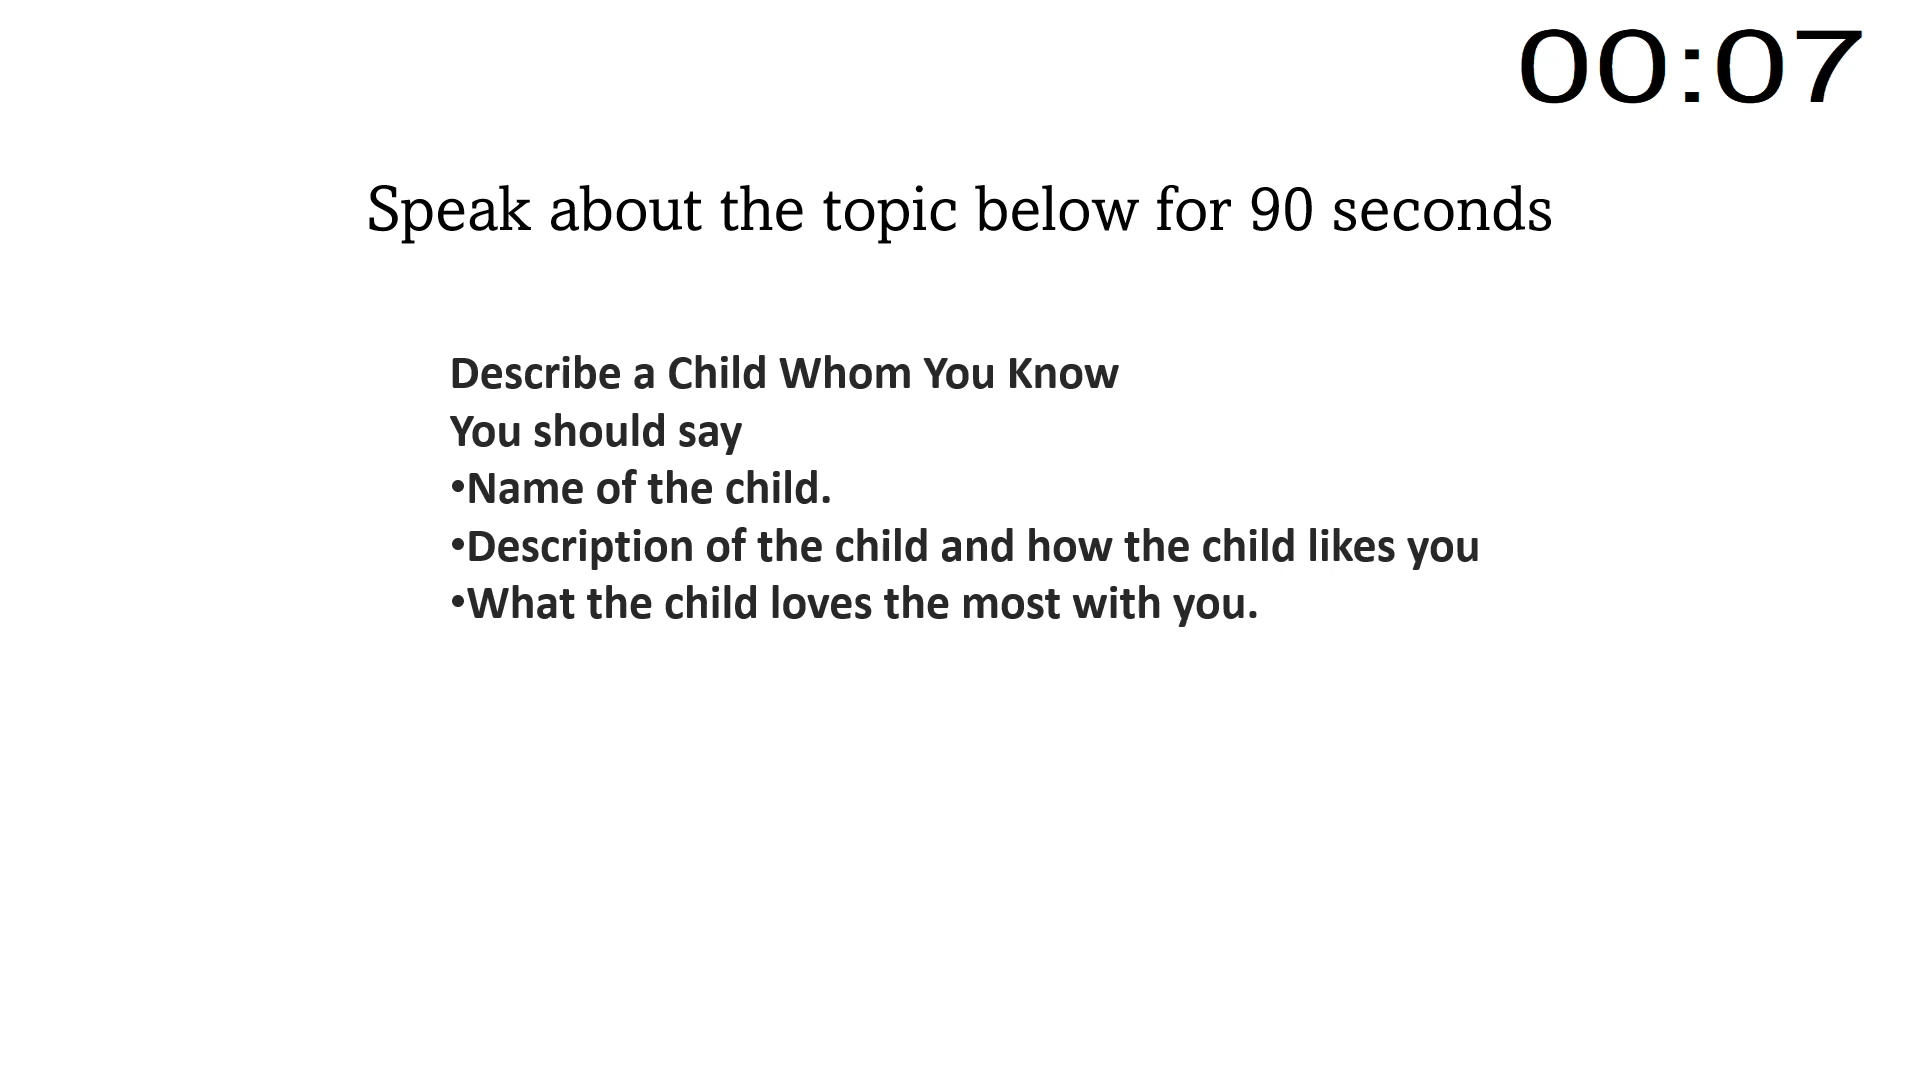 00:07
Speak about the topic below for 90 seconds
Describe a Child Whom You Know
You should say
•Name of the child.
•Description of the child and how the child likes you
•What the child loves the most with you.